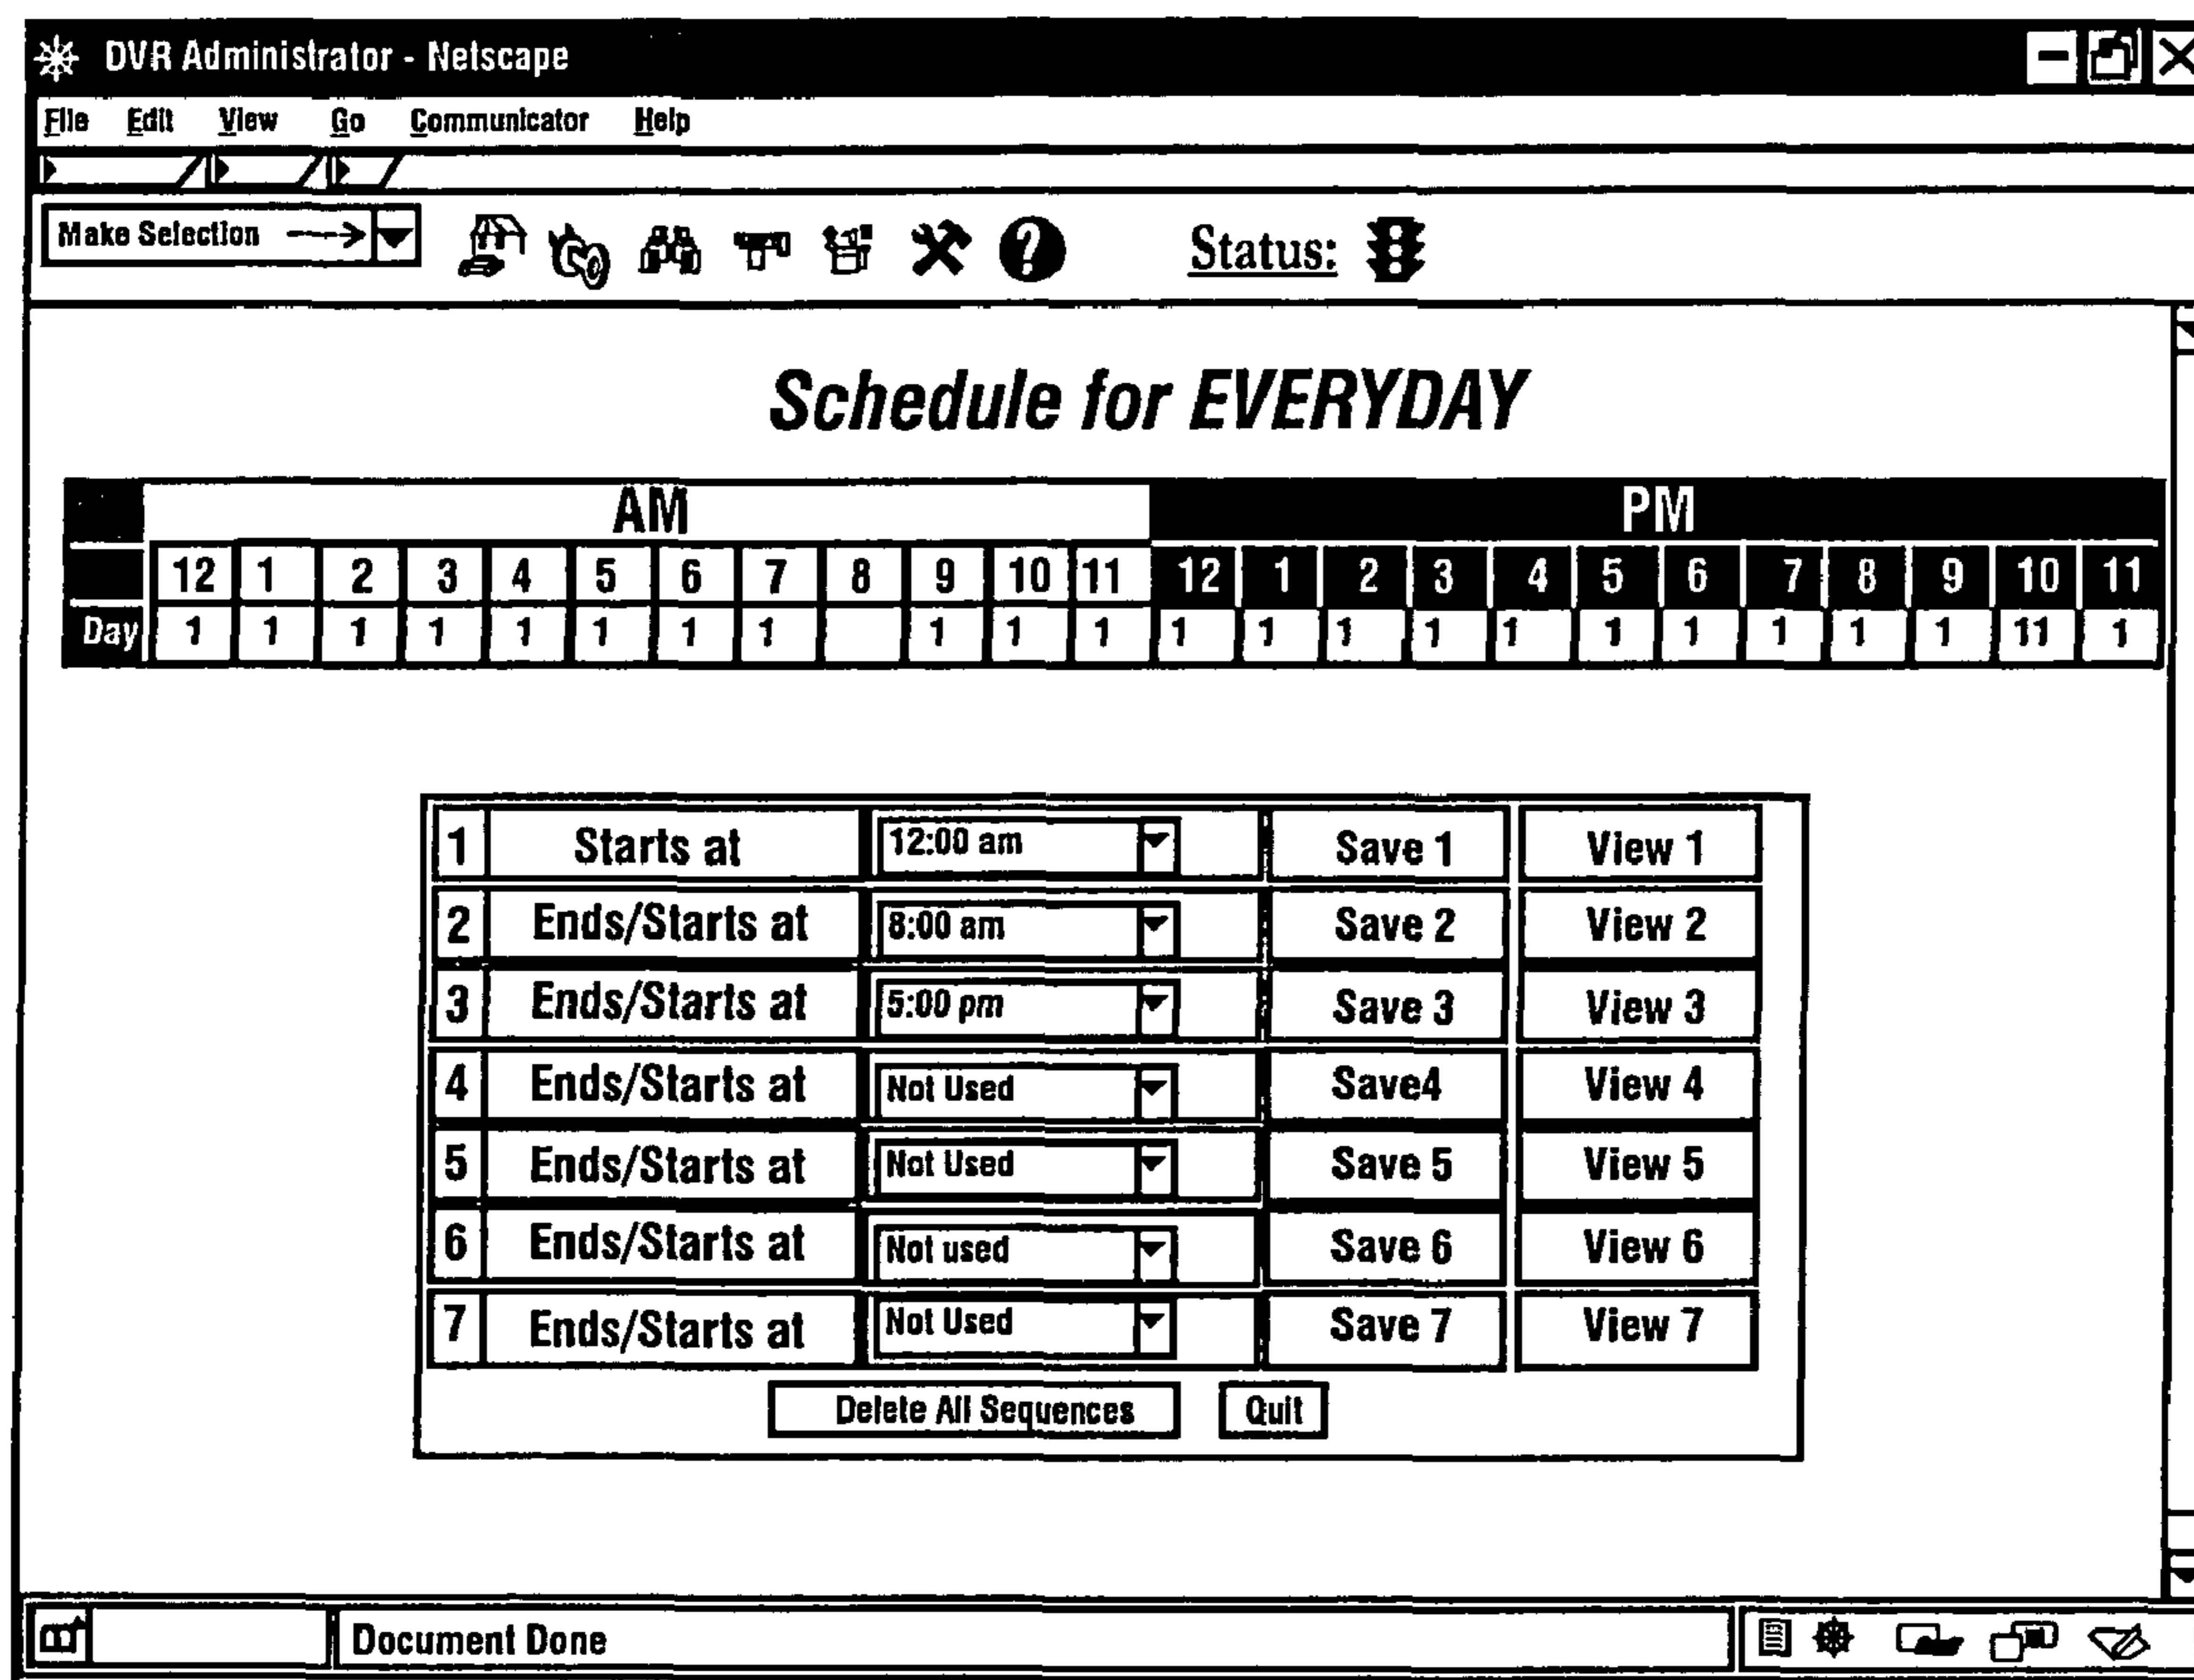 DVR Administrator - Netscape
File Edit View Go Communicator Help
Make Selection --->
? Status:
Schedule for EVERYDAY
AM PM
12 1 2 3 4 5 6 7 8 9 10 11 12 1 2 3 4 5 6 7 8 9 10 11
Day 1 1 1 1 1 1 1 1 1 1 1 1 1 1 1 1 1 1 1 1 1 11 1
1 Starts at 12:00 am Save 1 View 1
2 Ends/Starts at 8:00 am Save 2 View 2
3 Ends/Starts at 5:00 pm Save 3 View 3
4 Ends/Starts at Not Used Save4 View 4
5 Ends/Starts at Not Used Save 5 View 5
6 Ends/Starts at Not used Save 6 View 6
7 Ends/Starts at Not Used Save 7 View 7
Delete All Sequences Quit
Document Done